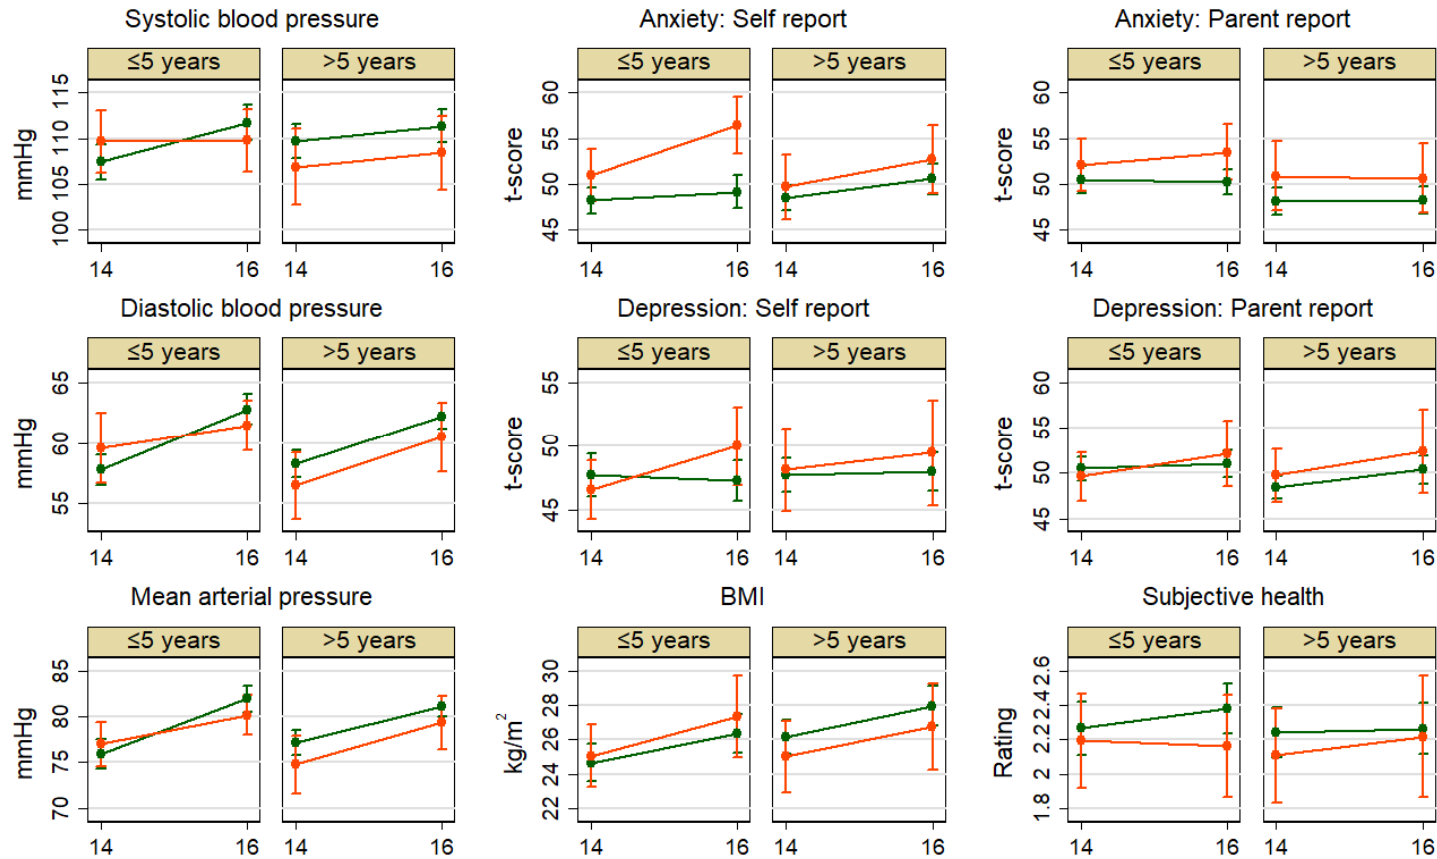 Systolic blood pressure
≤5 years >5 years
mmHg
115
110
105
100
14 16 14 16
Anxiety: Self report
≤5 years >5 years
t-score
60
55
50
45
14 16 14 16
Anxiety: Parent report
≤5 years >5 years
t-score
60
55
50
45
14 16 14 16
Diastolic blood pressure
≤5 years >5 years
mmHg
65
60
55
14 16 14 16
Depression: Self report
≤5 years >5 years
t-score
55
50
45
14 16 14 16
Depression: Parent report
≤5 years >5 years
t-score
60
55
50
45
14 16 14 16
Mean arterial pressure
≤5 years >5 years
mmHg
85
80
75
70
14 16 14 16
BMI
≤5 years >5 years
kg/m²
30
28
26
24
22
14 16 14 16
Subjective health
≤5 years >5 years
Rating
2.6
2.4
2.2
2
1.8
14 16 14 16